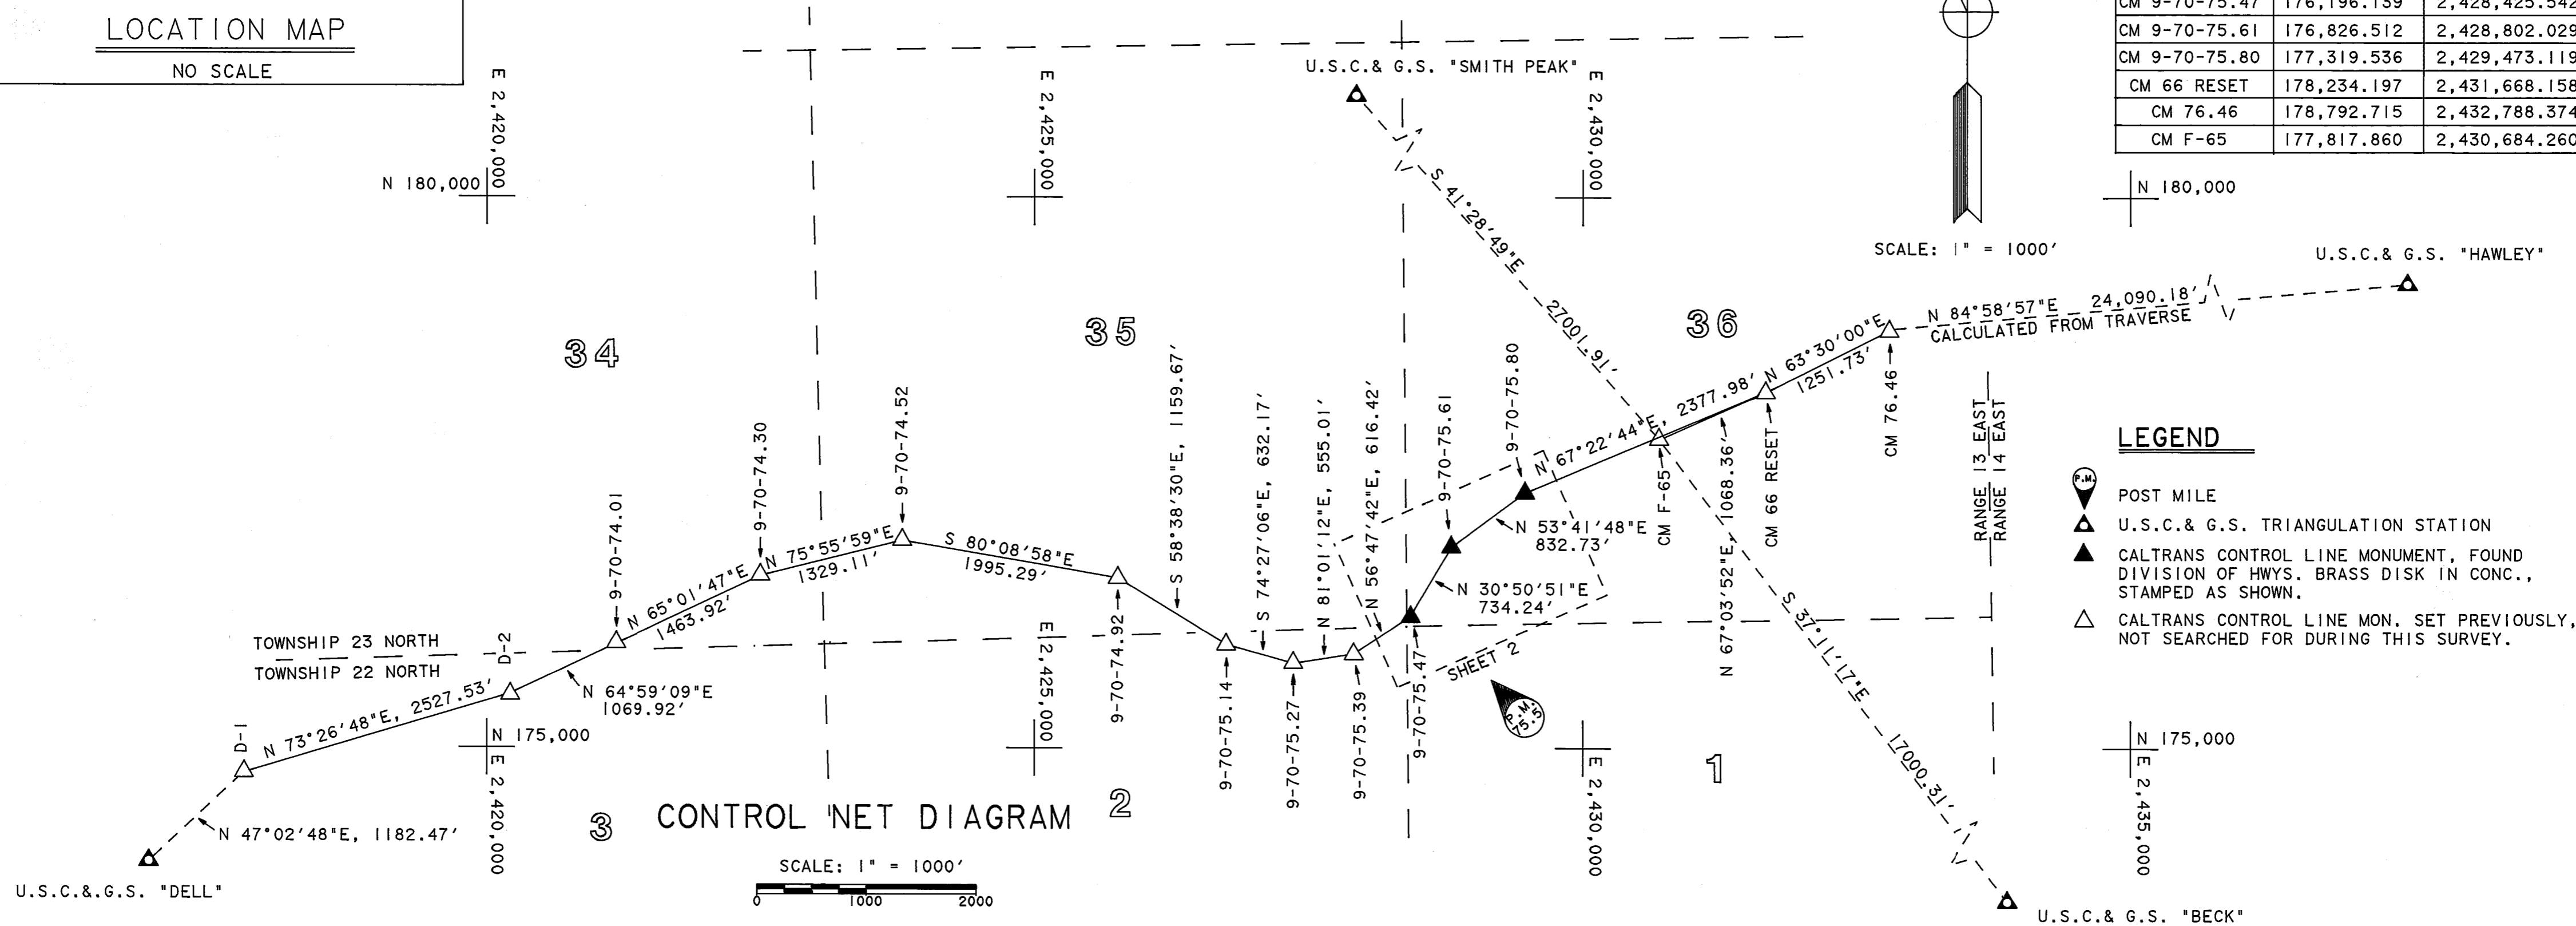 LOCATION MAP
NO SCALE
CM 9-70-75.47 176,196.139 2,428,425.542
CM 9-70-75.61 176,826.512 2,428,802.029
CM 9-70-75.80 177,319.536 2,429,473.119
CM 66 RESET 178,234.197 2,431,668.158
CM 76.46 178,792.715 2,432,788.374
CM F-65 177,817.860 2,430,684.260
U.S.C.& G.S. "SMITH PEAK"
E 2,420,000
E 2,425,000
E 2,430,000
N 180,000
N 180,000
SCALE: 1" = 1000'
U.S.C.& G.S. "HAWLEY"
S 41°28'49"E 27001.91'
34
35
36
N 84°58'57"E 24,090.18'
CALCULATED FROM TRAVERSE
N 63°30'00"E
1251.73'
N 67°22'44"E, 2377.98'
CM 76.46
CM 66 RESET
CM F-65
N 67°03'52"E 1068.36'
RANGE 13 EAST
RANGE 14 EAST
9-70-74.01
9-70-74.30
9-70-74.52
S 58°38'30"E, 1159.67'
S 74°27'06"E, 632.17'
N 81°01'12"E, 555.01'
N 56°47'42"E, 616.42'
9-70-75.61
9-70-75.80
N 65°01'47"E
1463.92'
N 75°55'59"E
1329.11'
S 80°08'58"E
1995.29'
N 53°41'48"E
832.73'
N 30°50'51"E
734.24'
TOWNSHIP 23 NORTH
TOWNSHIP 22 NORTH
D-2
D-1
N 73°26'48"E, 2527.53'
N 64°59'09"E
1069.92'
9-70-74.92
9-70-75.14
9-70-75.27
9-70-75.39
9-70-75.47
SHEET 2
P.M.
75.5
S 37°11'17"E 17000.31'
N 175,000
E 2,420,000
E 2,425,000
E 2,430,000
N 175,000
E 2,435,000
3
2
1
N 47°02'48"E, 1182.47'
U.S.C.&.G.S. "DELL"
CONTROL NET DIAGRAM
SCALE: 1" = 1000'
0 1000 2000
U.S.C.& G.S. "BECK"
LEGEND
P.M.
POST MILE
U.S.C.& G.S. TRIANGULATION STATION
CALTRANS CONTROL LINE MONUMENT, FOUND
DIVISION OF HWYS. BRASS DISK IN CONC.,
STAMPED AS SHOWN.
CALTRANS CONTROL LINE MON. SET PREVIOUSLY,
NOT SEARCHED FOR DURING THIS SURVEY.